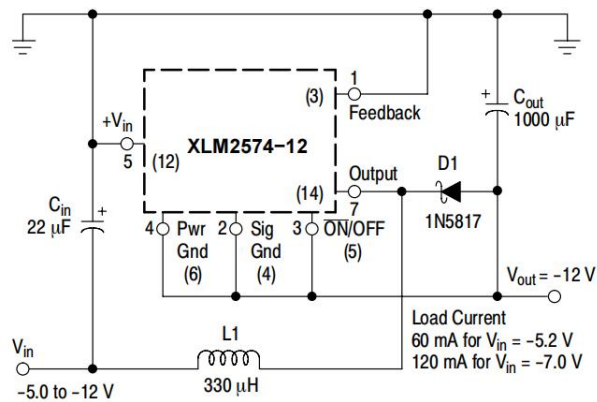 1
(3)
Feedback
+
Cout
1000 μF
+Vin
5
(12)
XLM2574-12
(14)
Output
7
D1
1N5817
Cin
22 μF
+
4
Pwr
Gnd
(6)
2
Sig
Gnd
(4)
3
ON/OFF
(5)
Vout = -12 V
Load Current
60 mA for Vin = -5.2 V
120 mA for Vin = -7.0 V
Vin
-5.0 to -12 V
L1
330 μH